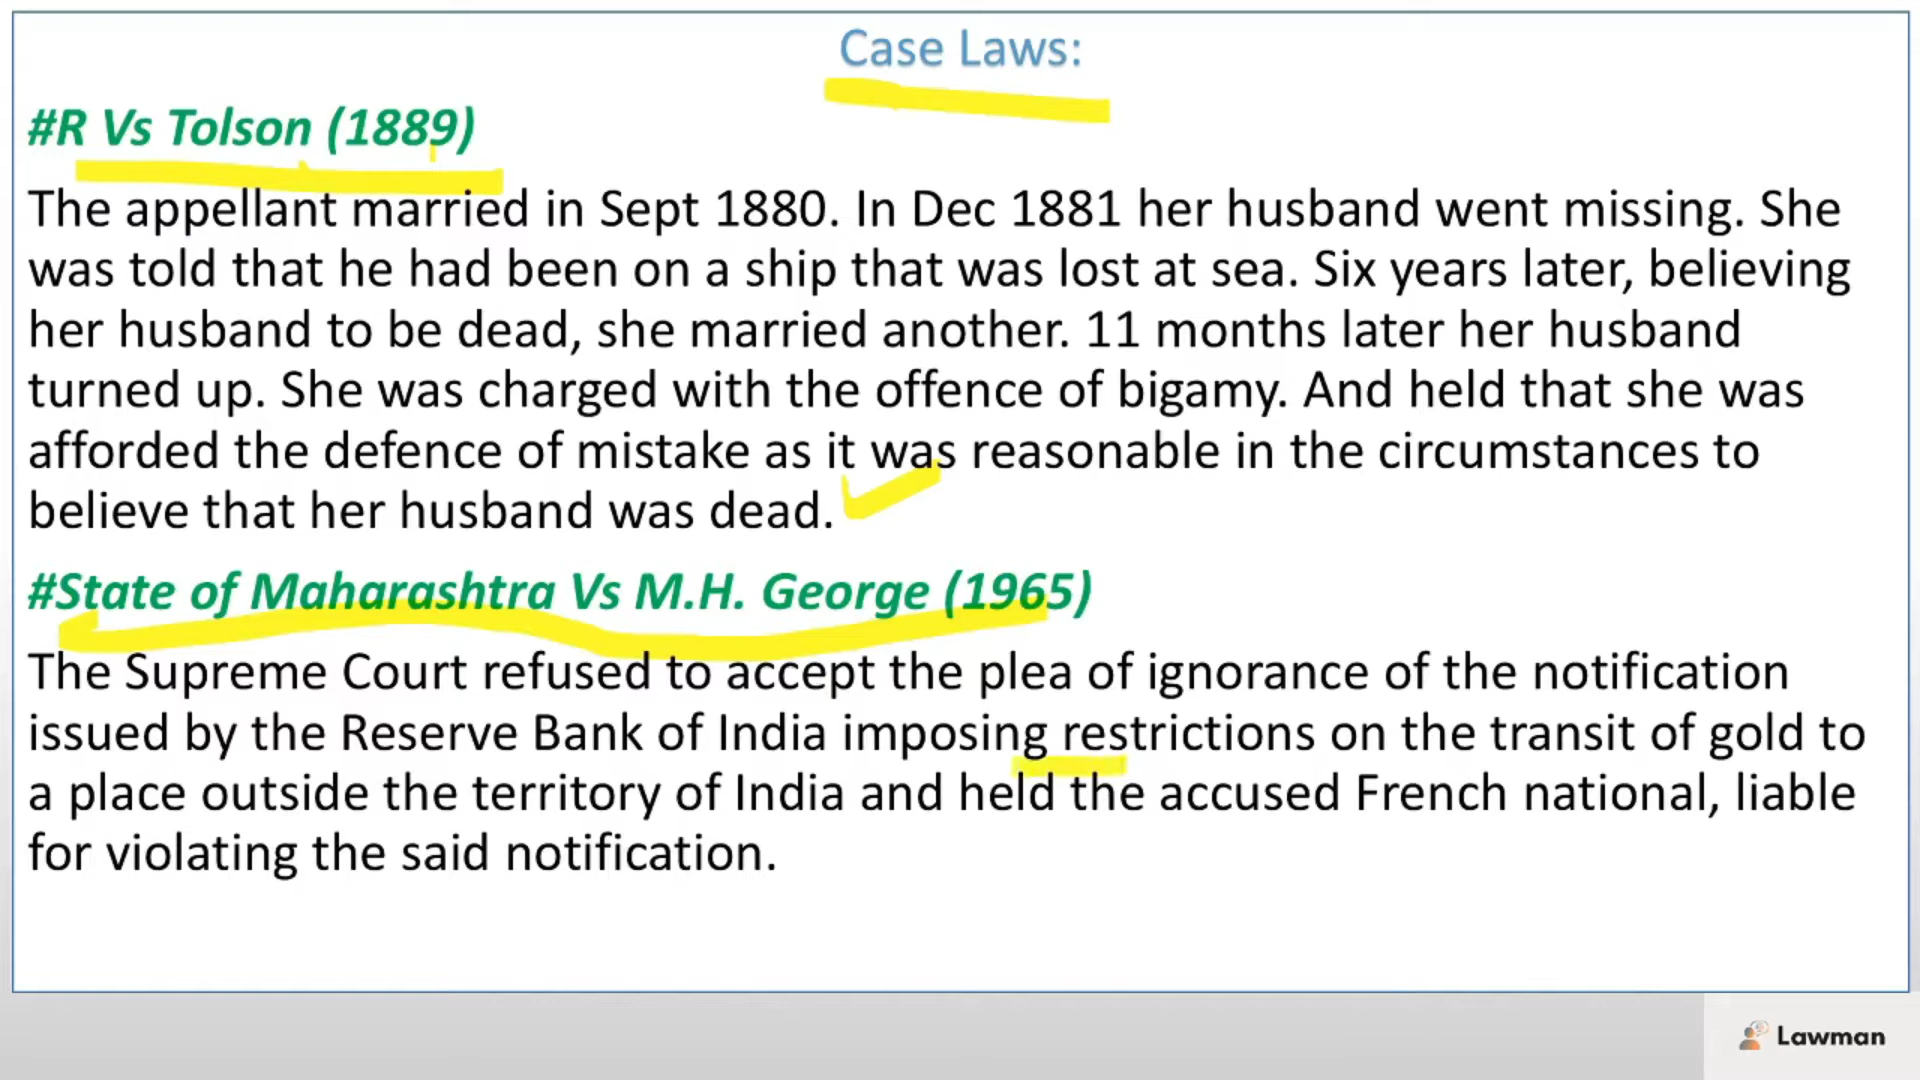 Case Laws:
#R Vs Tolson (1889)
The appellant married in Sept 1880. In Dec 1881 her husband went missing. She
was told that he had been on a ship that was lost at sea. Six years later, believing
her husband to be dead, she married another. 11 months later her husband
turned up. She was charged with the offence of bigamy. And held that she was
afforded the defence of mistake as it was reasonable in the circumstances to
believe that her husband was dead.
#State of Maharashtra Vs M.H. George (1965)
The Supreme Court refused to accept the plea of ignorance of the notification
issued by the Reserve Bank of India imposing restrictions on the transit of gold to
a place outside the territory of India and held the accused French national, liable
for violating the said notification.
Lawman